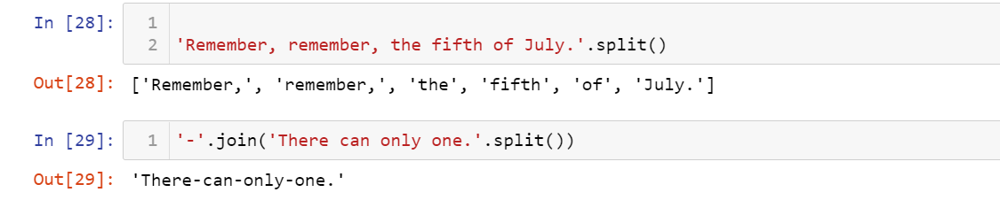 In [28]: 1
2 'Remember, remember, the fifth of July.'.split()
Out[28]: ['Remember,', 'remember,', 'the', 'fifth', 'of', 'July.']
In [29]: 1 '-'.join('There can only one.'.split())
Out[29]: 'There-can-only-one.'